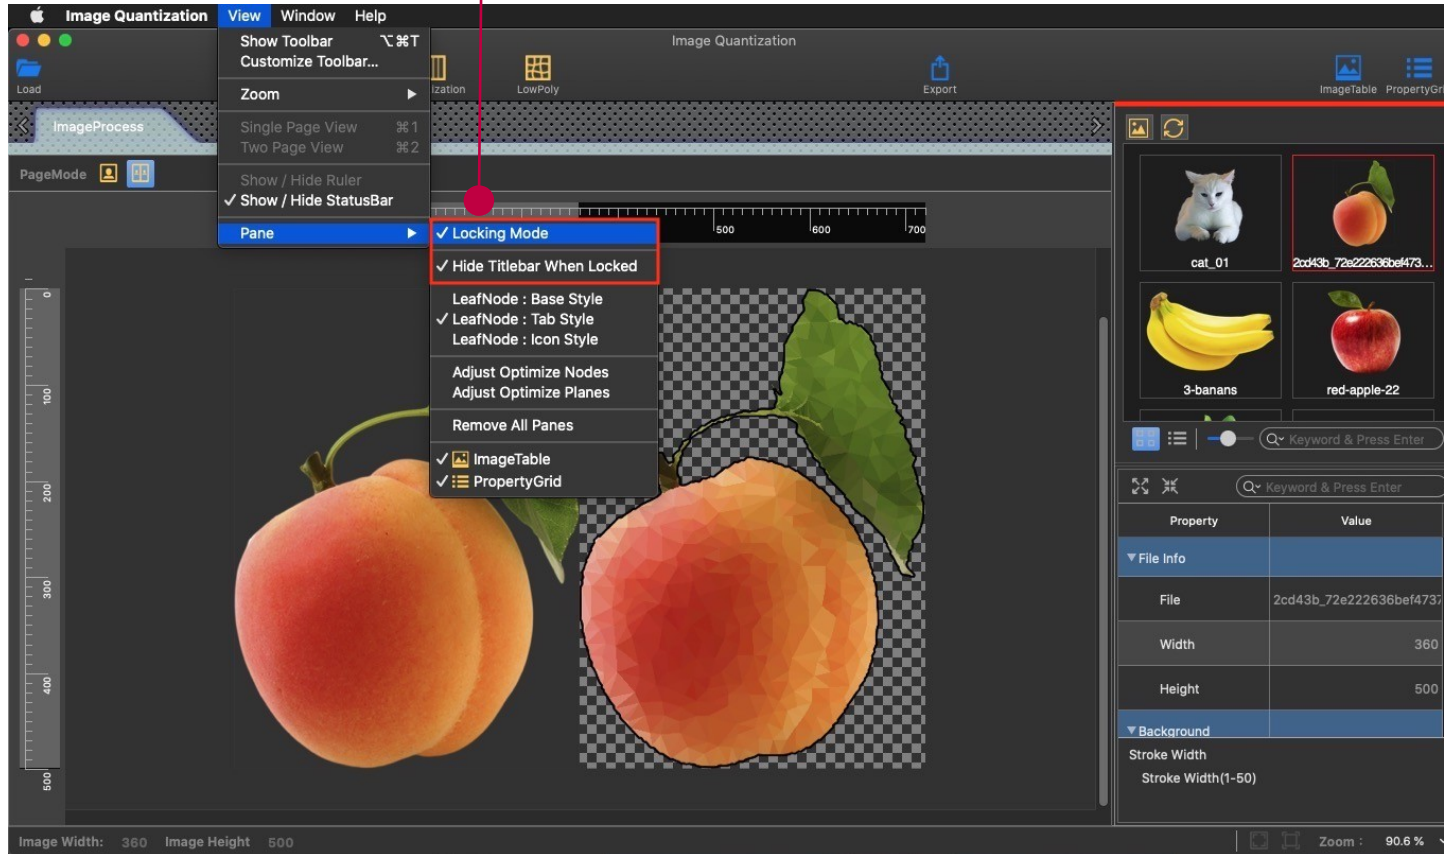 Image Quantization View Window Help
Image Quantization
Load
ization
LowPoly
Export
ImageTable
PropertyGri
Show Toolbar ⌥⌘T
Customize Toolbar...
Zoom
Single Page View ⌘1
Two Page View ⌘2
Show / Hide Ruler
✓ Show / Hide StatusBar
Pane
✓ Locking Mode
✓ Hide Titlebar When Locked
LeafNode : Base Style
✓ LeafNode : Tab Style
LeafNode : Icon Style
Adjust Optimize Nodes
Adjust Optimize Planes
Remove All Panes
✓ ImageTable
✓ PropertyGrid
ImageProcess
PageMode
500 600 700
0
100
200
300
400
500
cat_01
2cd43b_72e222636bef473...
3-banans
red-apple-22
Keyword & Press Enter
Keyword & Press Enter
Property Value
File Info
File 2cd43b_72e222636bef4737
Width 360
Height 500
Background
Stroke Width
Stroke Width(1-50)
Image Width: 360 Image Height 500
Zoom : 90.6 %